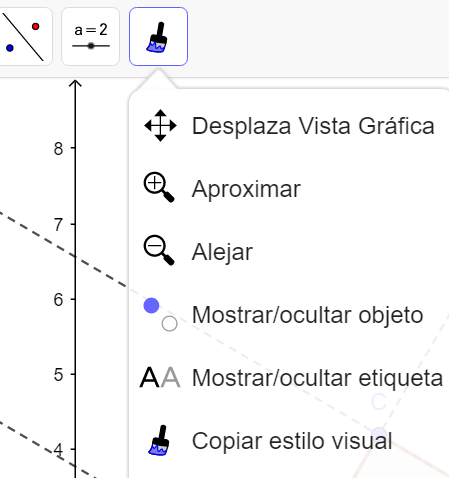 a = 2
Desplaza Vista Gráfica
8
Aproximar
7
Alejar
6
Mostrar/ocultar objeto
5
AA Mostrar/ocultar etiqueta
C
4
Copiar estilo visual